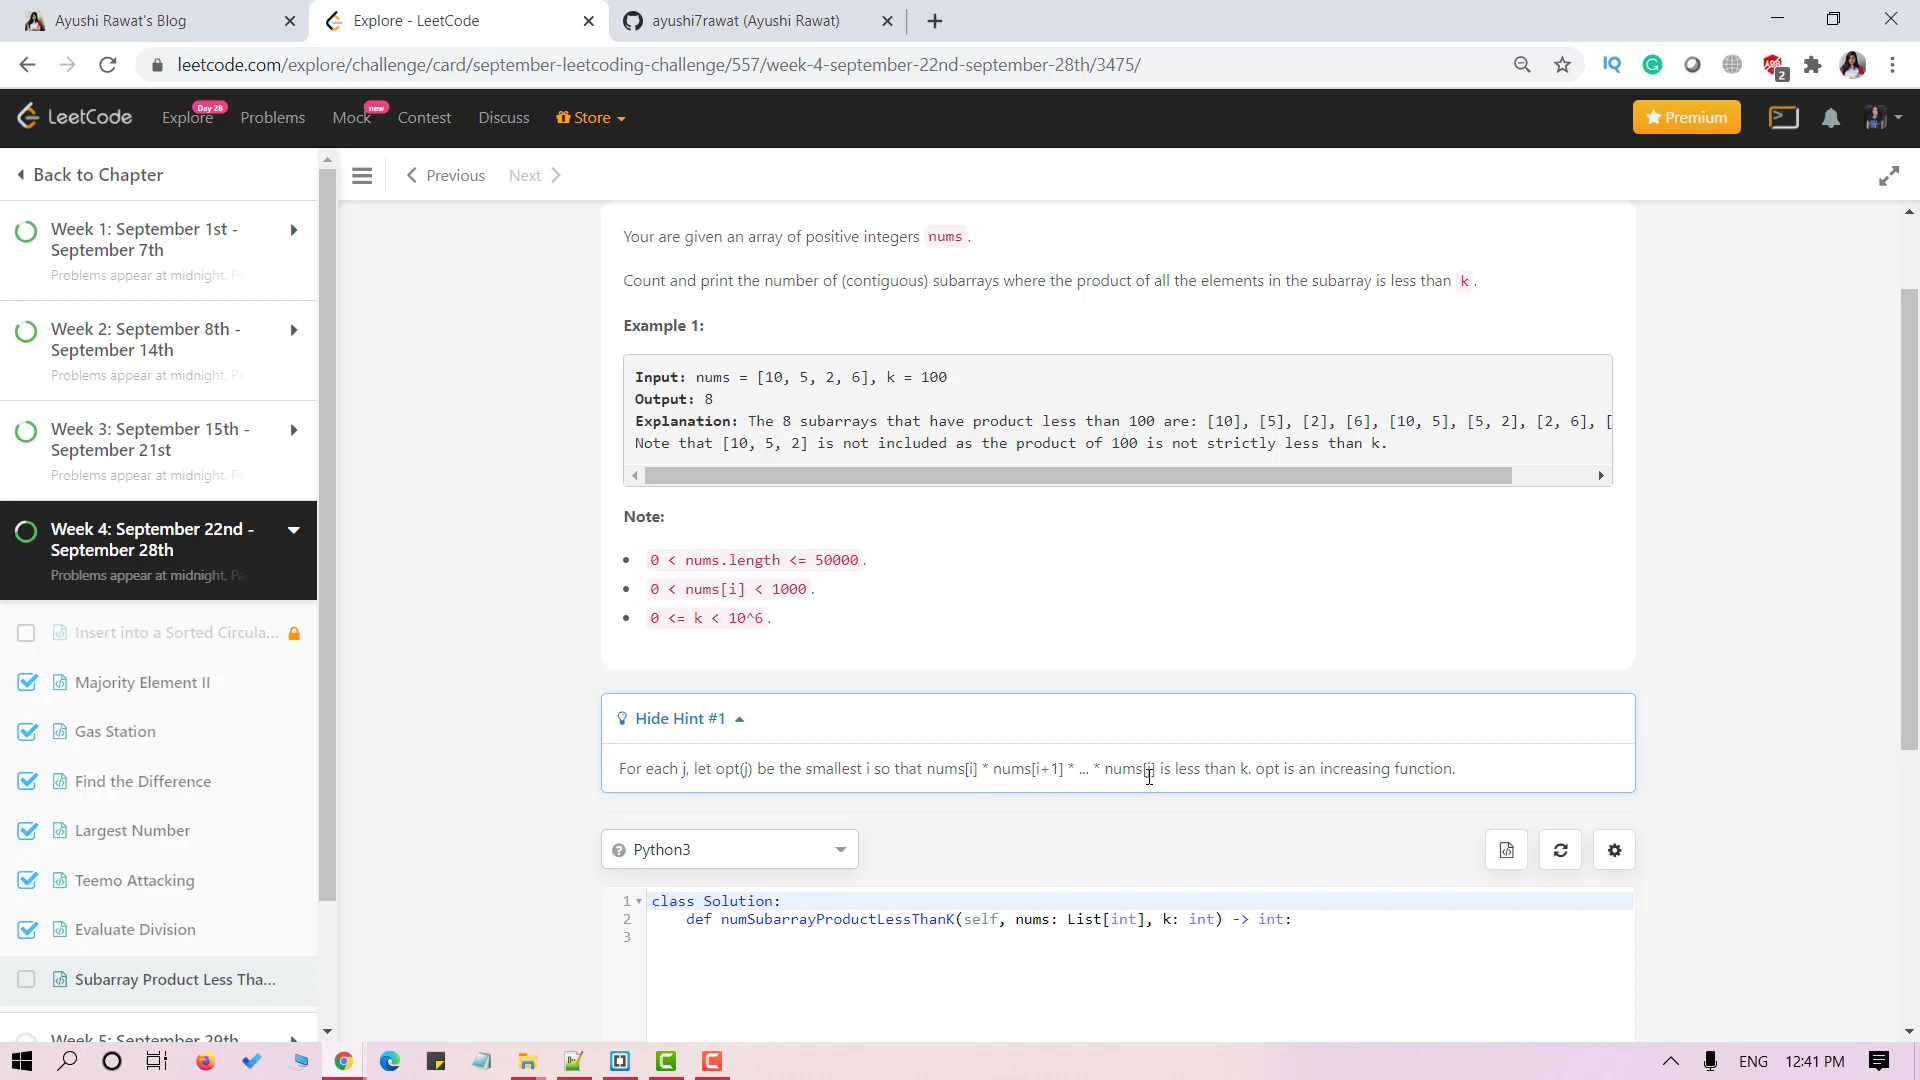 Ayushi Rawat's Blog
Explore - LeetCode
ayushi7rawat (Ayushi Rawat)
leetcode.com/explore/challenge/card/september-leetcoding-challenge/557/week-4-september-22nd-september-28th/3475/
IQ
2
LeetCode
Explore
Day 28
Problems
Mock
new
Contest
Discuss
Store
Premium
Back to Chapter
Previous
Next
Week 1: September 1st -
September 7th
Problems appear at midnight, Pa
Week 2: September 8th -
September 14th
Problems appear at midnight, Pa
Week 3: September 15th -
September 21st
Problems appear at midnight, Pa
Week 4: September 22nd -
September 28th
Problems appear at midnight, Pa
Insert into a Sorted Circula...
Majority Element II
Gas Station
Find the Difference
Largest Number
Teemo Attacking
Evaluate Division
Subarray Product Less Tha...
Week 5: September 29th
Your are given an array of positive integers nums.
Count and print the number of (contiguous) subarrays where the product of all the elements in the subarray is less than k.
Example 1:
Input: nums = [10, 5, 2, 6], k = 100
Output: 8
Explanation: The 8 subarrays that have product less than 100 are: [10], [5], [2], [6], [10, 5], [5, 2], [2, 6], [
Note that [10, 5, 2] is not included as the product of 100 is not strictly less than k.
Note:
0 < nums.length <= 50000.
0 < nums[i] < 1000.
0 <= k < 10^6.
Hide Hint #1
For each j, let opt(j) be the smallest i so that nums[i] * nums[i+1] * ... * nums[j] is less than k. opt is an increasing function.
Python3
1 class Solution:
2 def numSubarrayProductLessThanK(self, nums: List[int], k: int) -> int:
3
ENG
12:41 PM